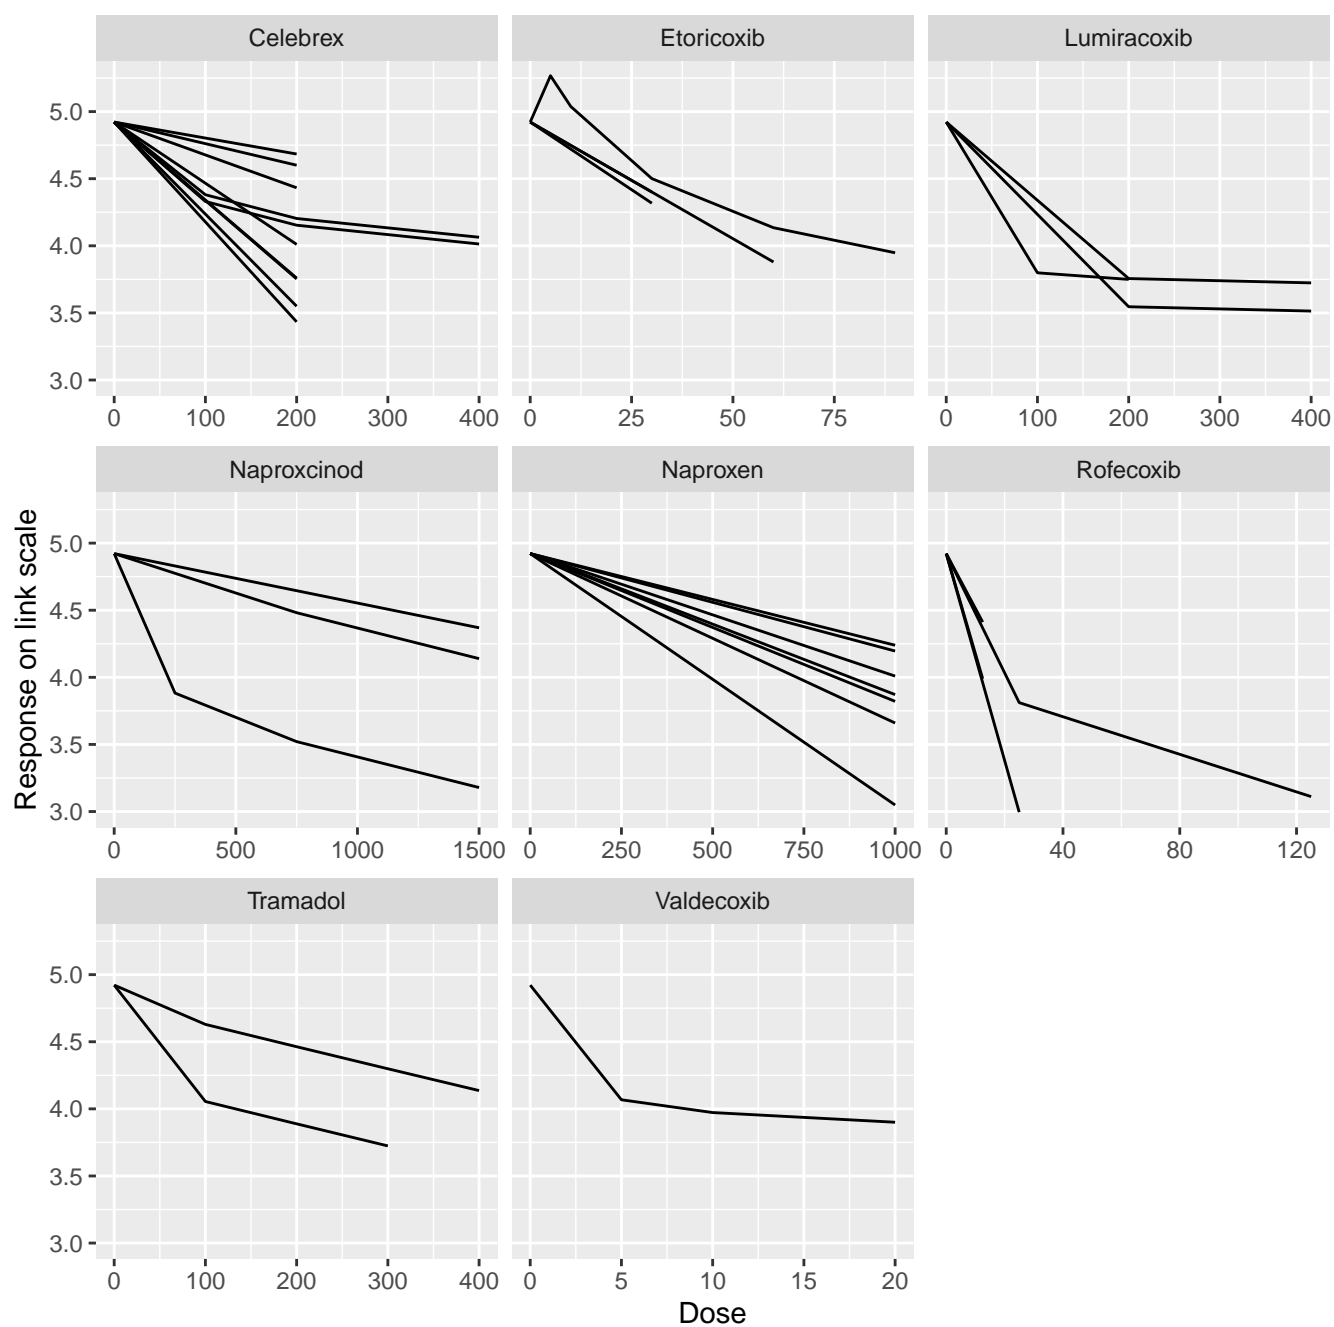 Celebrex Etoricoxib Lumiracoxib
5.0
4.5
4.0
3.5
3.0
0 100 200 300 400 0 25 50 75 0 100 200 300 400
Naproxcinod Naproxen Rofecoxib
Response on link scale
5.0
4.5
4.0
3.5
3.0
0 500 1000 1500 0 250 500 750 1000 0 40 80 120
Tramadol Valdecoxib
5.0
4.5
4.0
3.5
3.0
0 100 200 300 400 0 5 10 15 20
Dose